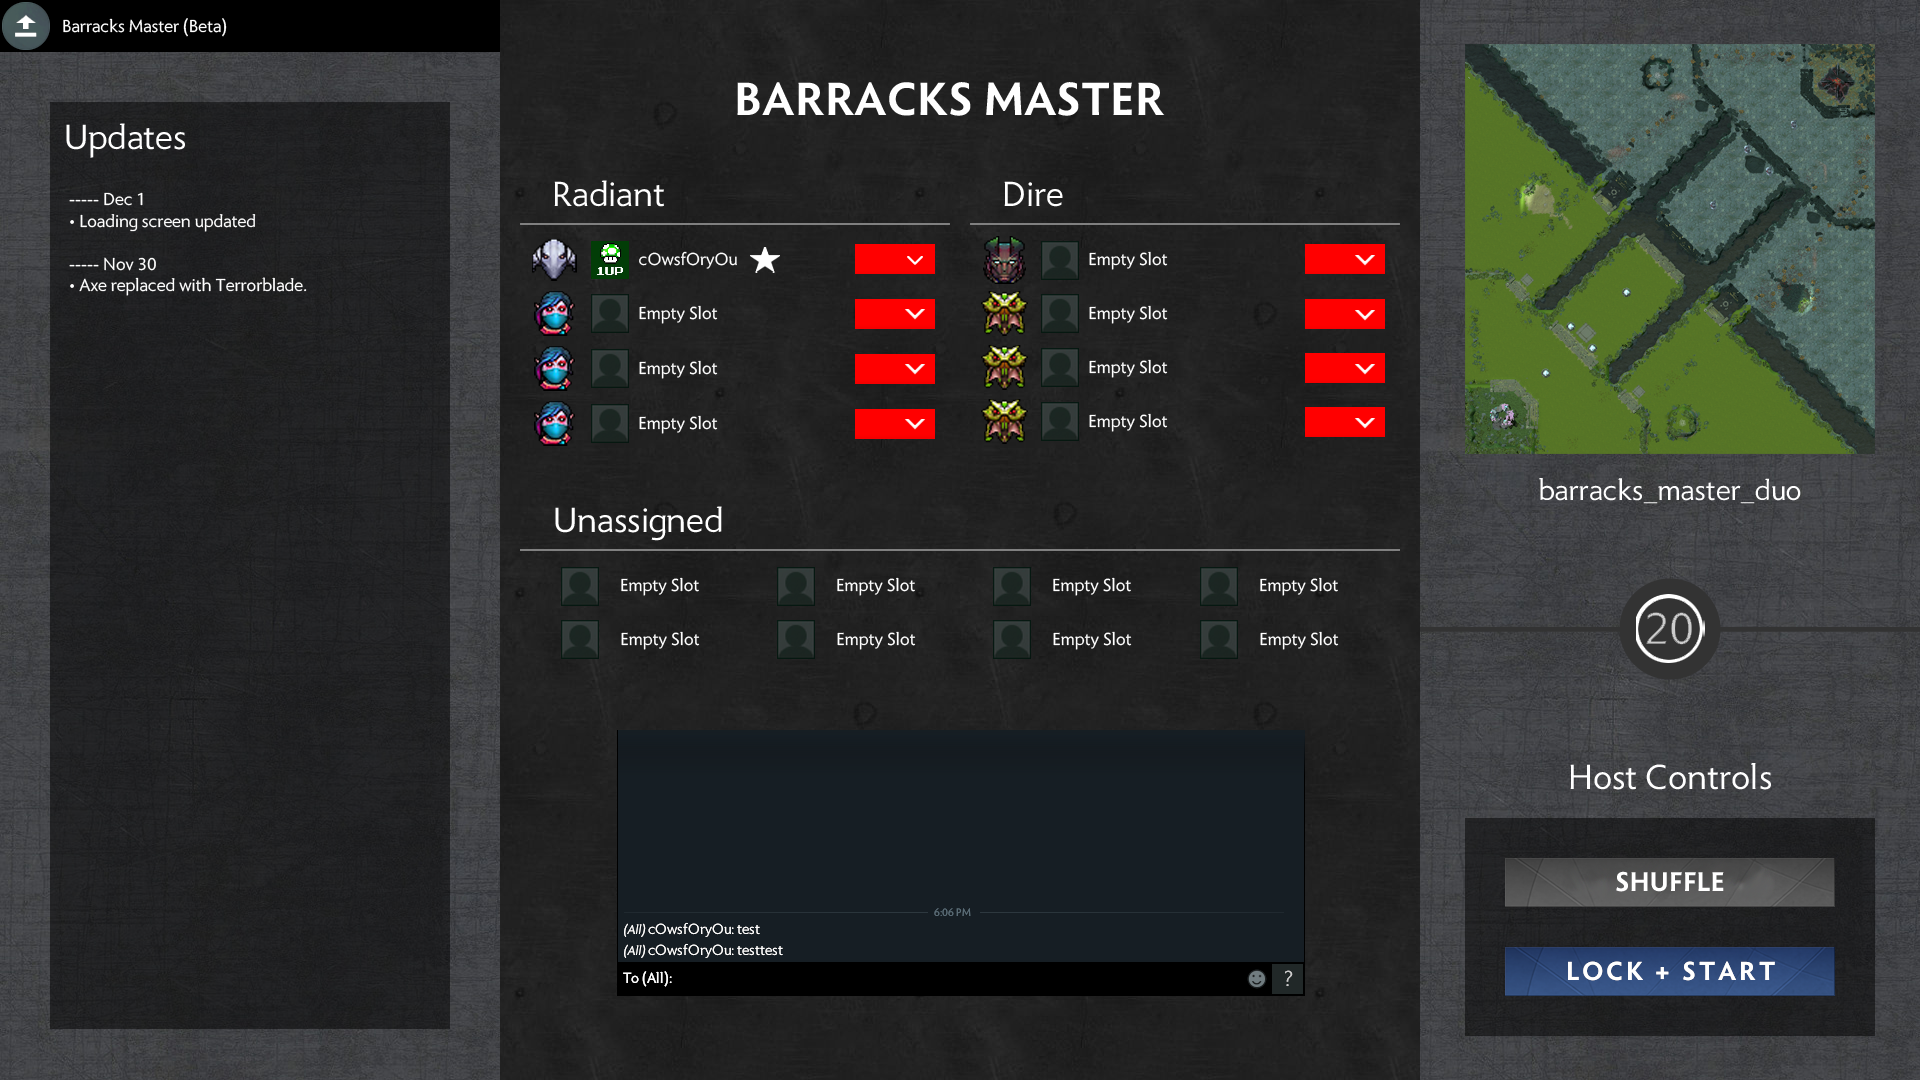 Barracks Master (Beta)
Updates
----- Dec 1
• Loading screen updated
----- Nov 30
• Axe replaced with Terrorblade.
BARRACKS MASTER
Radiant
1UP
cOwsfOryOu
Empty Slot
Empty Slot
Empty Slot
Dire
Empty Slot
Empty Slot
Empty Slot
Empty Slot
Unassigned
Empty Slot
Empty Slot
Empty Slot
Empty Slot
Empty Slot
Empty Slot
Empty Slot
Empty Slot
6:06 PM
(All) cOwsfOryOu: test
(All) cOwsfOryOu: testtest
To (All):
?
barracks_master_duo
20
Host Controls
SHUFFLE
LOCK + START